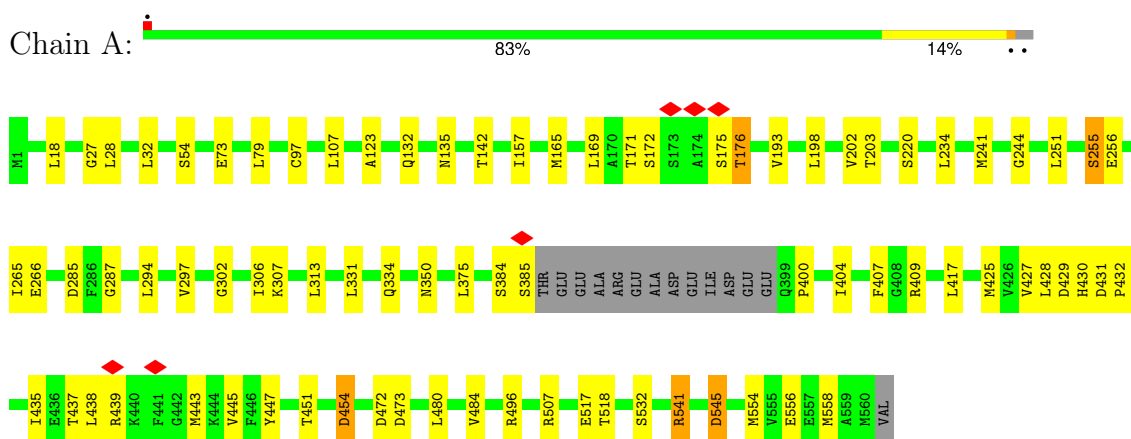 Chain A:
83% 14%
M1 L18 G27 L28 L32 S54 E73 L79 C97 L107 A123 Q132 N135 T142 I157 M165 L169 A170 T171 S172 S173 A174 S175 T176 V193 L198 V202 T203 S220 L234 M241 G244 L251 S255 E256
I265 E266 D285 F286 G287 L294 V297 G302 I306 K307 L313 L331 Q334 N350 L375 S384 S385 THR GLU GLU ALA ARG GLU ALA ASP GLU ILE ASP GLU GLU Q399 P400 I404 F407 G408 R409 L417 M425 V426 V427 L428 D429 H430 D431 P432
I435 E436 T437 L438 R439 K440 F441 G442 M443 K444 V445 F446 Y447 T451 D454 D472 D473 L480 V484 R496 R507 E517 T518 S532 R541 D545 M554 V555 E556 E557 M558 A559 M560 VAL